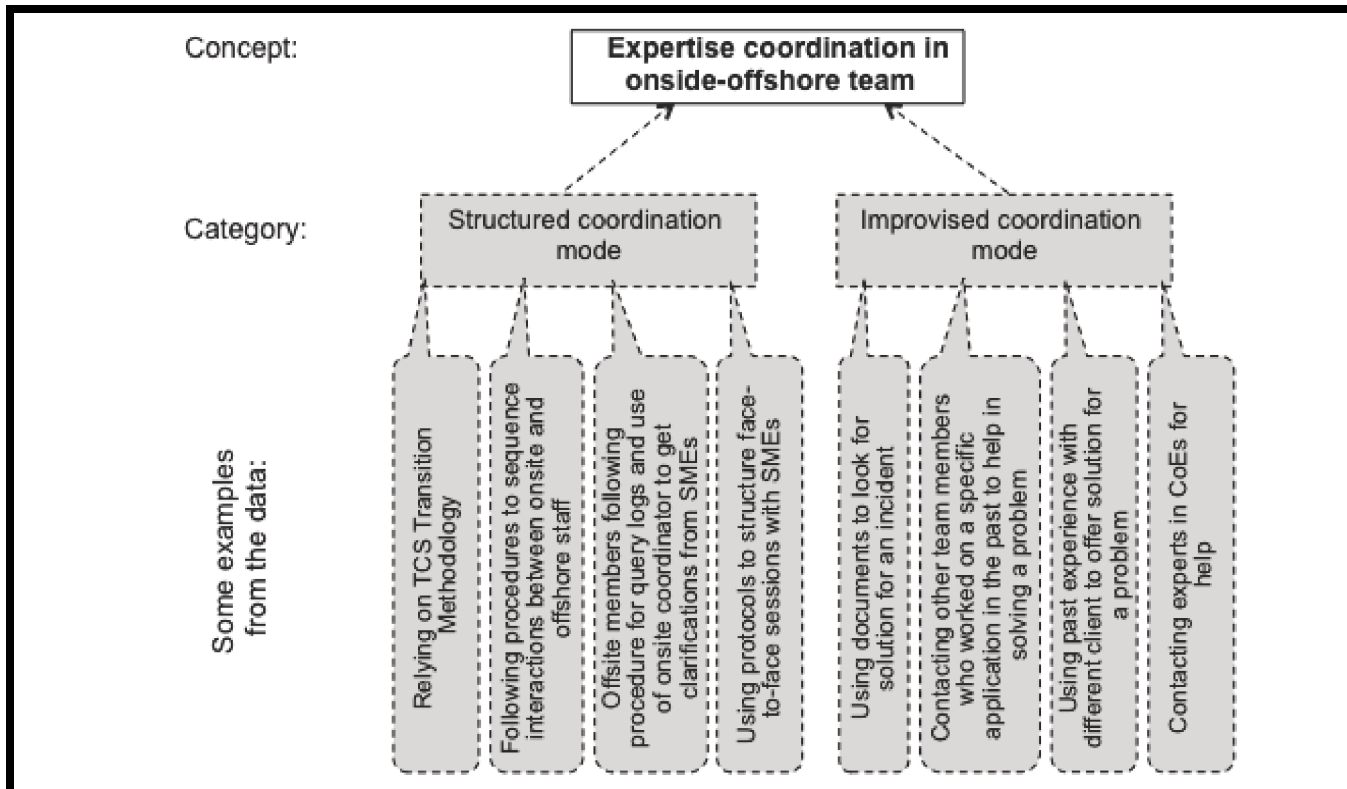 Concept:
Expertise coordination in
onside-offshore team
Category:
Structured coordination
mode
Improvised coordination
mode
Some examples
from the data:
Relying on TCS Transition
Methodology
Following procedures to sequence
interactions between onsite and
offshore staff
Offsite members following
procedure for query logs and use
of onsite coordinator to get
clarifications from SMEs
Using protocols to structure face-
to-face sessions with SMEs
Using documents to look for
solution for an incident
Contacting other team members
who worked on a specific
application in the past to help in
solving a problem
Using past experience with
different client to offer solution for
a problem
Contacting experts in CoEs for
help